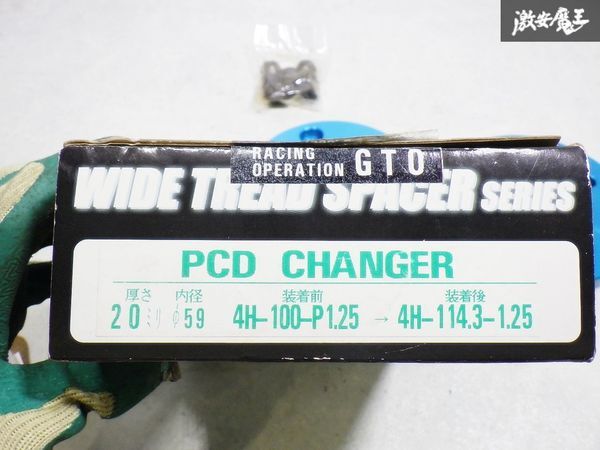 激安魔王
RACING
OPERATION GTO
WIDE TREAD SPACER SERIES
PCD CHANGER
厚さ 内径 装着前 装着後
20ミリ φ59 4H-100-P1.25 → 4H-114.3-1.25